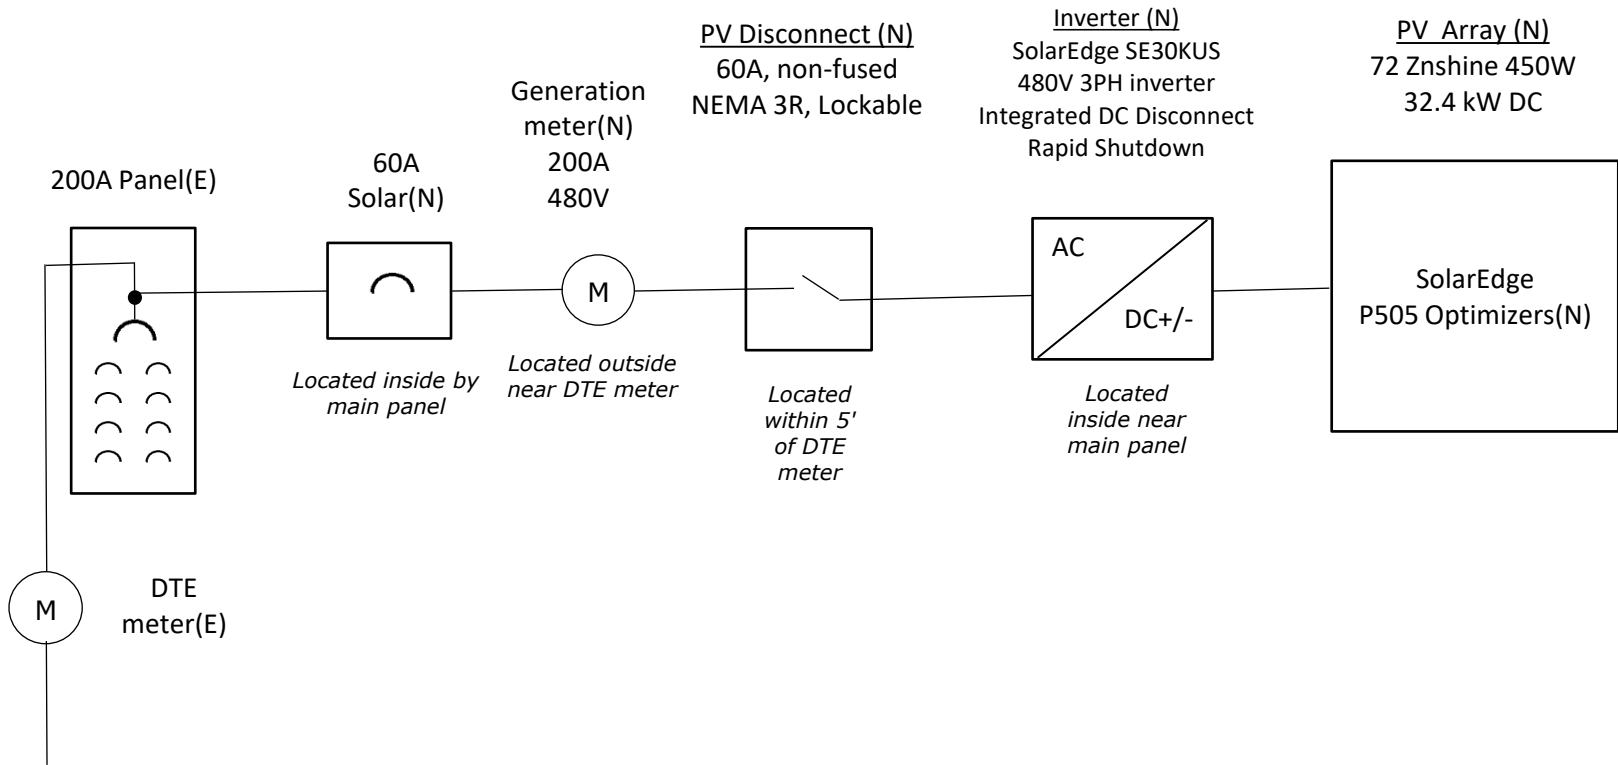 PV Disconnect (N)
60A, non-fused
NEMA 3R, Lockable
Inverter (N)
SolarEdge SE30KUS
480V 3PH inverter
Integrated DC Disconnect
Rapid Shutdown
PV  Array (N)
72 Znshine 450W
32.4 kW DC
Generation
meter(N)
200A
480V
60A
Solar(N)
200A Panel(E)
M
AC
DC+/-
SolarEdge
P505 Optimizers(N)
Located inside by
main panel
Located outside
near DTE meter
Located
within 5'
of DTE
meter
Located
inside near
main panel
M
DTE
meter(E)